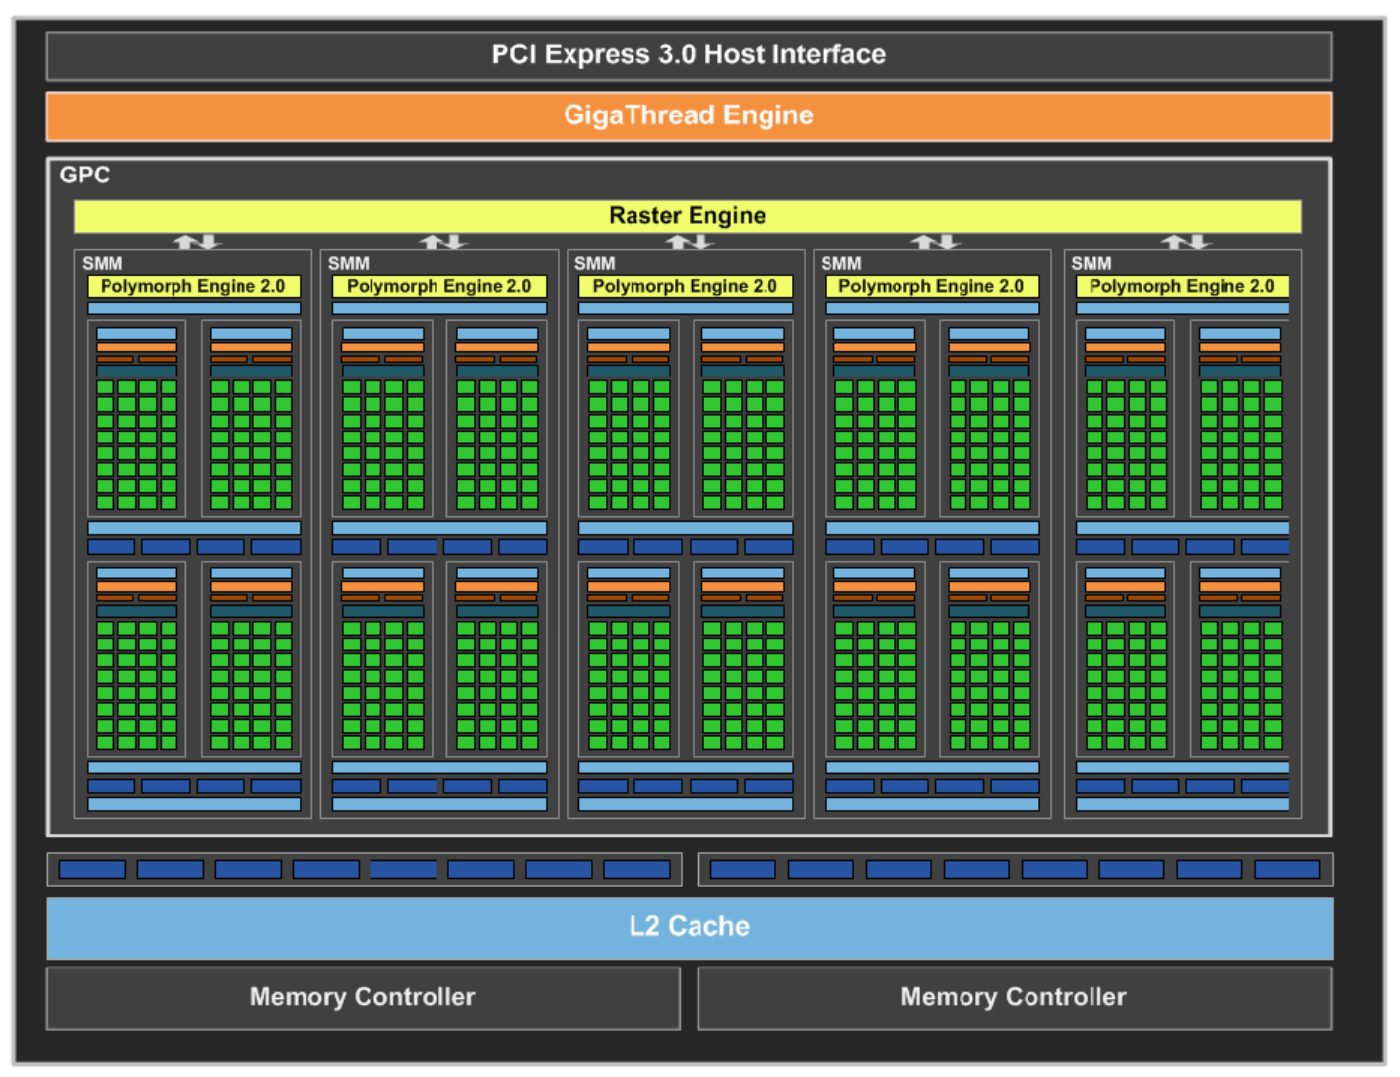 PCI Express 3.0 Host Interface
GigaThread Engine
GPC
Raster Engine
SMM
SMM
SMM
SMM
SMM
Polymorph Engine 2.0
Polymorph Engine 2.0
Polymorph Engine 2.0
Polymorph Engine 2.0
Polymorph Engine 2.0
L2 Cache
Memory Controller
Memory Controller